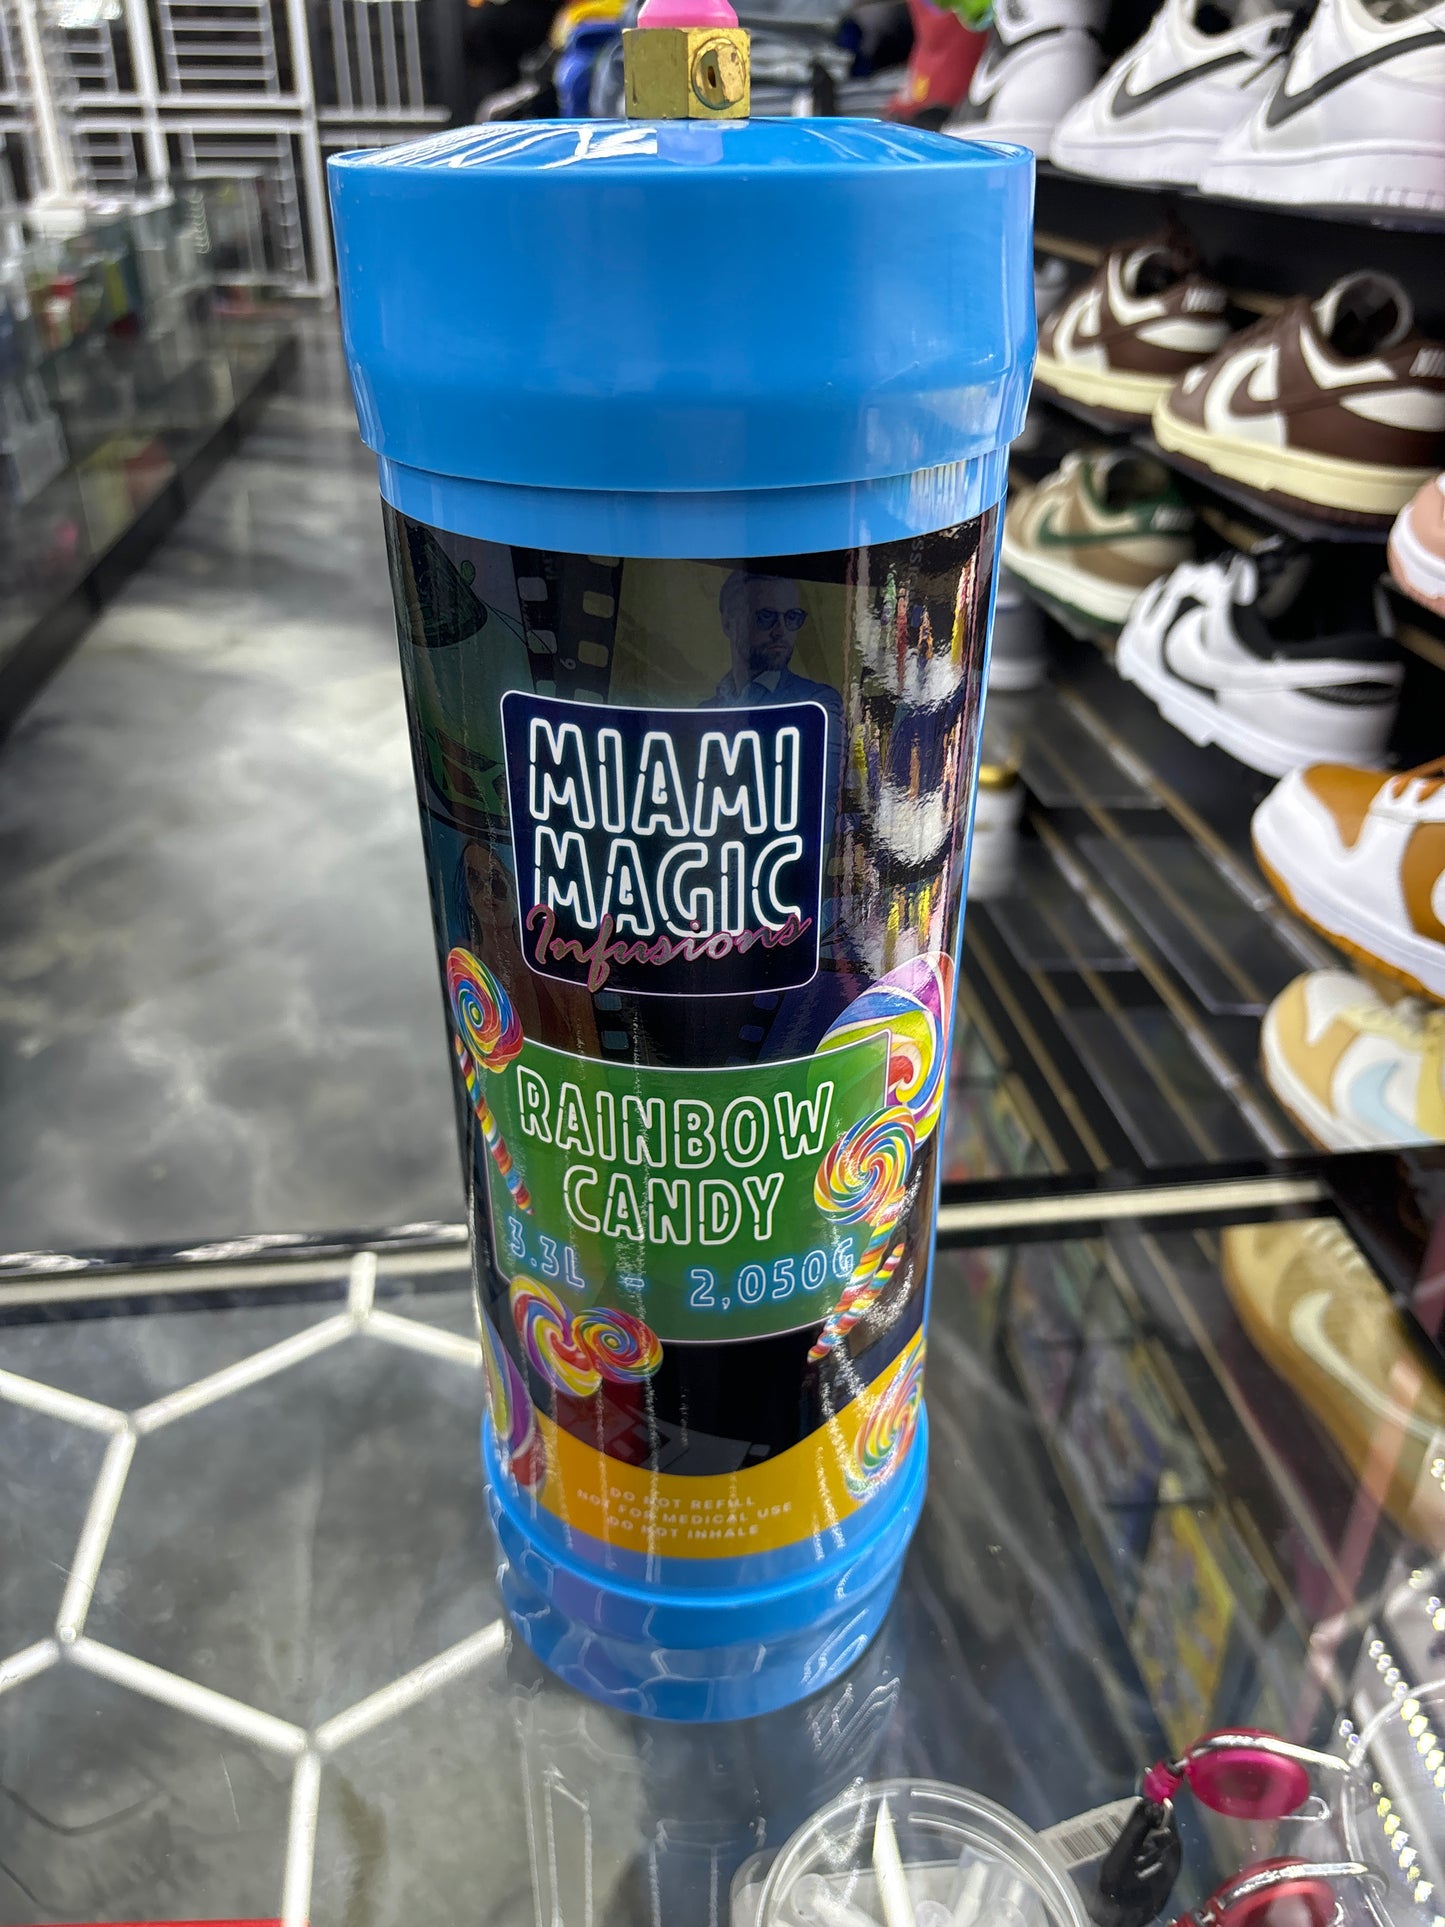 MIAMI
MAGIC
Infusions
RAINBOW
CANDY
3.3L = 2,050G
DO NOT REFILL
NOT FOR MEDICAL USE
DO NOT INHALE